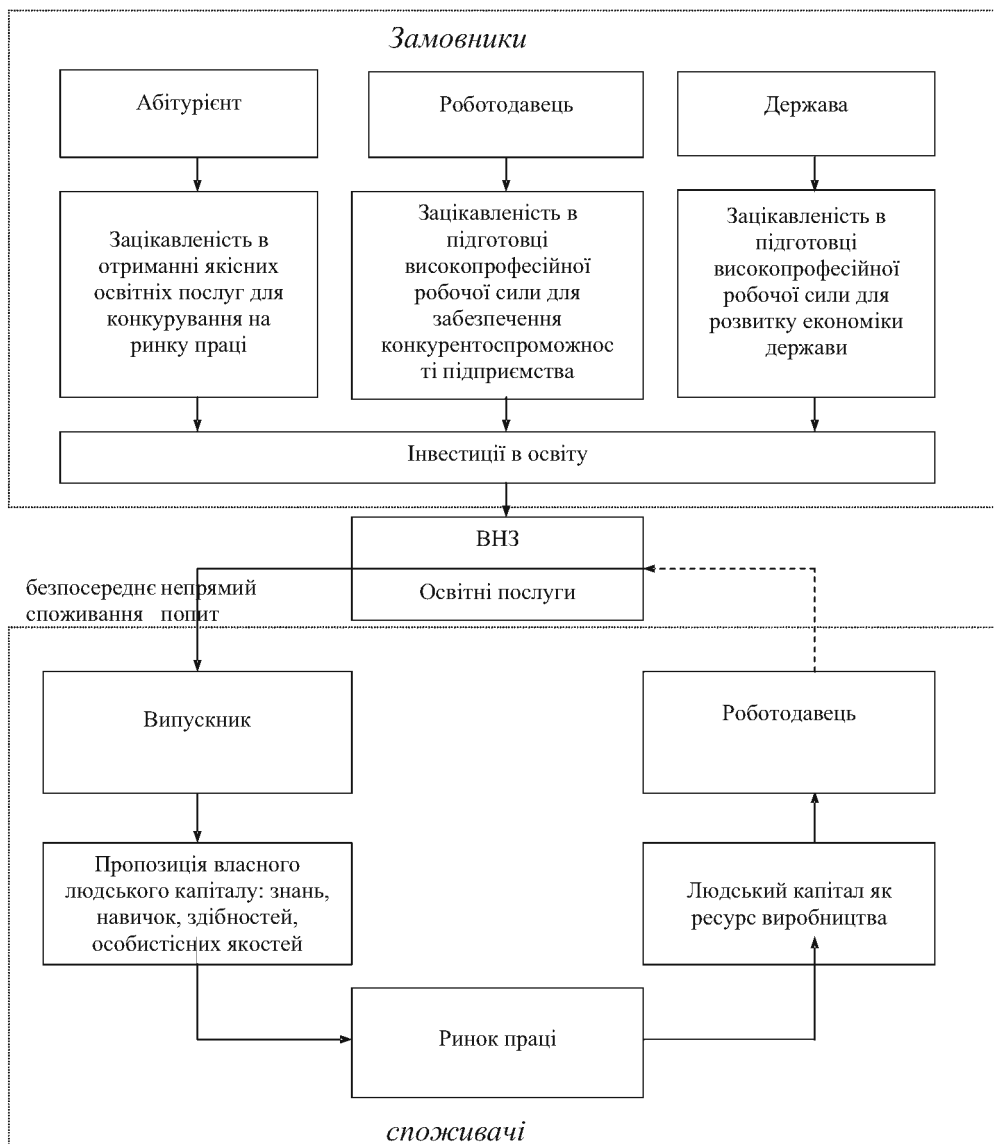 Замовники
Абітурієнт
Роботодавець
Держава
Зацікавленість в
отриманні якісних
освітніх послуг для
конкурування на
ринку праці
Зацікавленість в
підготовці
високопрофесійної
робочої сили для
забезпечення
конкурентоспроможнос
ті підприємства
Зацікавленість в
підготовці
високопрофесійної
робочої сили для
розвитку економіки
держави
Інвестиції в освіту
ВНЗ
Освітні послуги
безпосереднє
споживання
непрямий
попит
Випускник
Роботодавець
Пропозиція власного
людського капіталу: знань,
навичок, здібностей,
особистісних якостей
Людський капітал як
ресурс виробництва
Ринок праці
споживачі